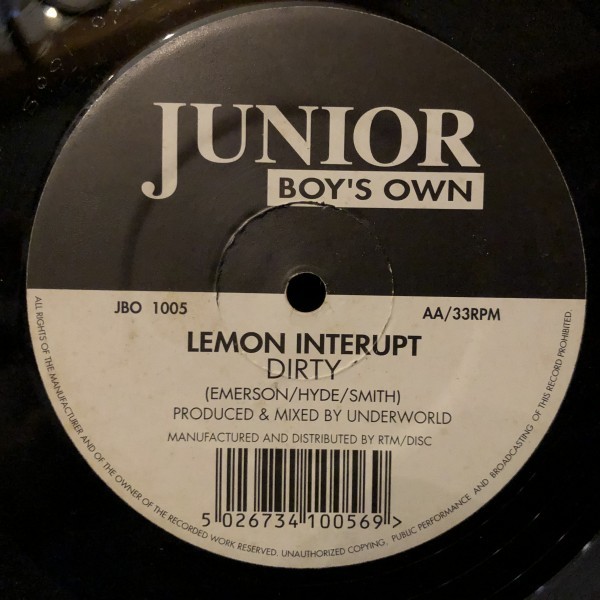 JUNIOR
BOY'S OWN
JBO 1005
AA/33RPM
LEMON INTERUPT
DIRTY
(EMERSON/HYDE/SMITH)
PRODUCED & MIXED BY UNDERWORLD
MANUFACTURED AND DISTRIBUTED BY RTM/DISC
5 026734 100569 >
ALL RIGHTS OF THE MANUFACTURER AND OF THE OWNER OF THE RECORDED WORK RESERVED. UNAUTHORIZED COPYING, PUBLIC PERFORMANCE AND BROADCASTING OF THIS RECORD PROHIBITED.